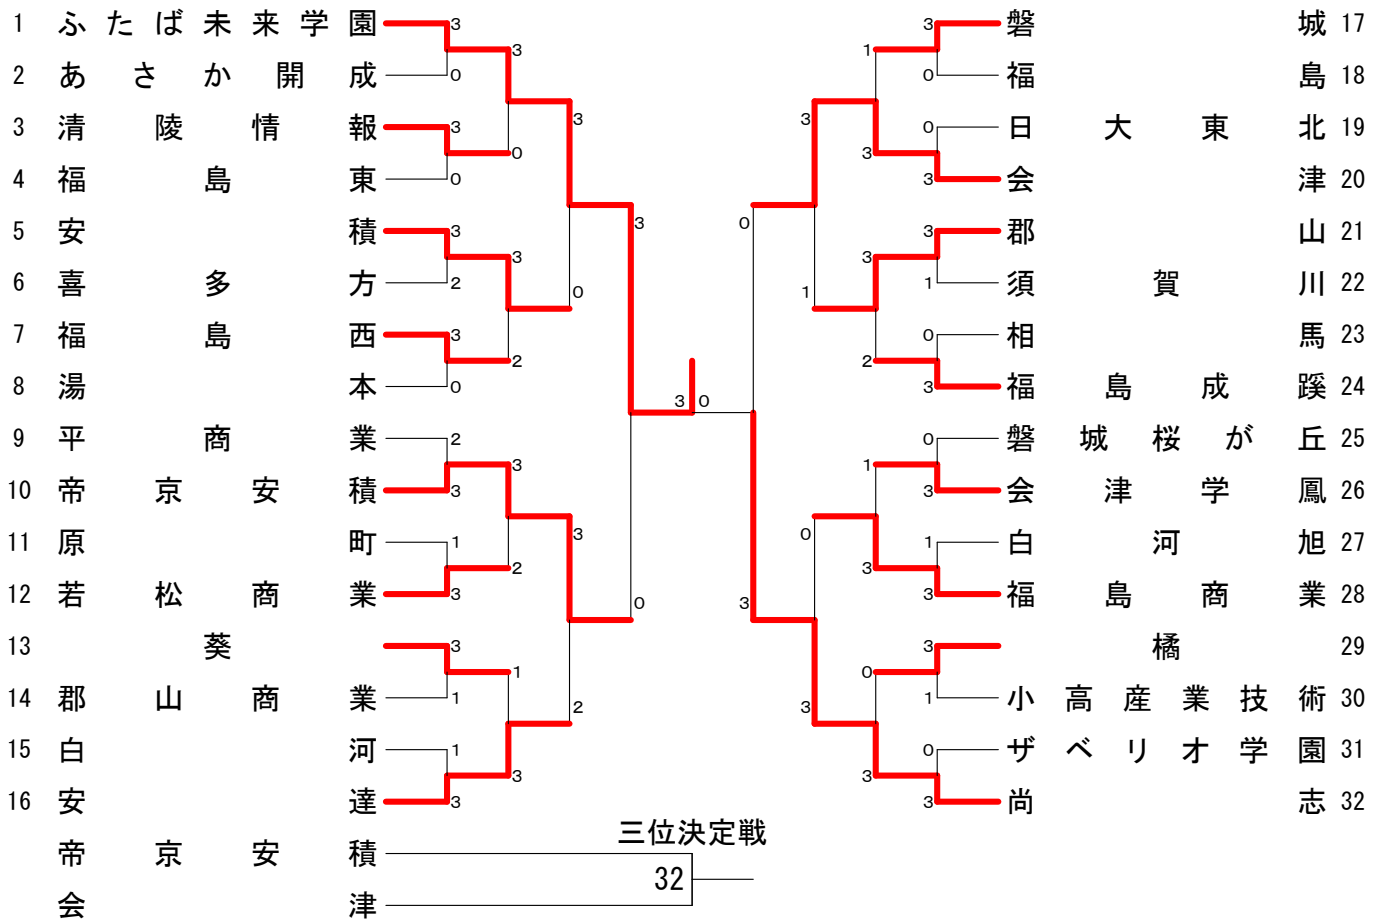 1 ふたば未来学園 3
3
2 あさか開成 0
3
3 清陵情報 3
0
4 福島東 0
3
5 安積 3
3
6 喜多方 2
0
7 福島西 3
2
8 湯本 0
3 0
9 平商業 2
3
10 帝京安積 3
3
11 原町 1
2
12 若松商業 3
0
13 葵 3
1
14 郡山商業 1
2
15 白河 1
3
16 安達 3
3 磐城 17
1
0 福島 18
3
0 日大東北 19
3
3 会津 20
0
3 郡山 21
3
1 須賀川 22
1
0 相馬 23
2
3 福島成蹊 24
0 磐城桜が丘 25
1
3 会津学鳳 26
0
1 白河旭 27
3
3 福島商業 28
3
3 橘 29
0
1 小高産業技術 30
3
0 ザベリオ学園 31
3
3 尚志 32
三位決定戦
帝京安積
32
会津